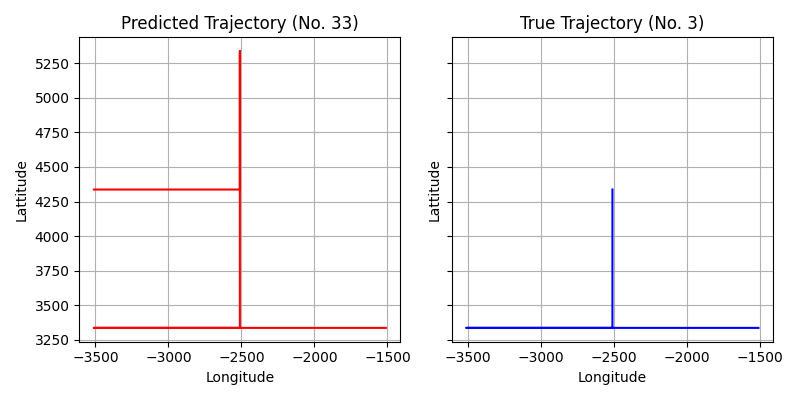 Predicted Trajectory (No. 33)
True Trajectory (No. 3)
Lattitude
5250
5000
4750
4500
4250
4000
3750
3500
3250
−3500 −3000 −2500 −2000 −1500
Longitude
Lattitude
−3500 −3000 −2500 −2000 −1500
Longitude